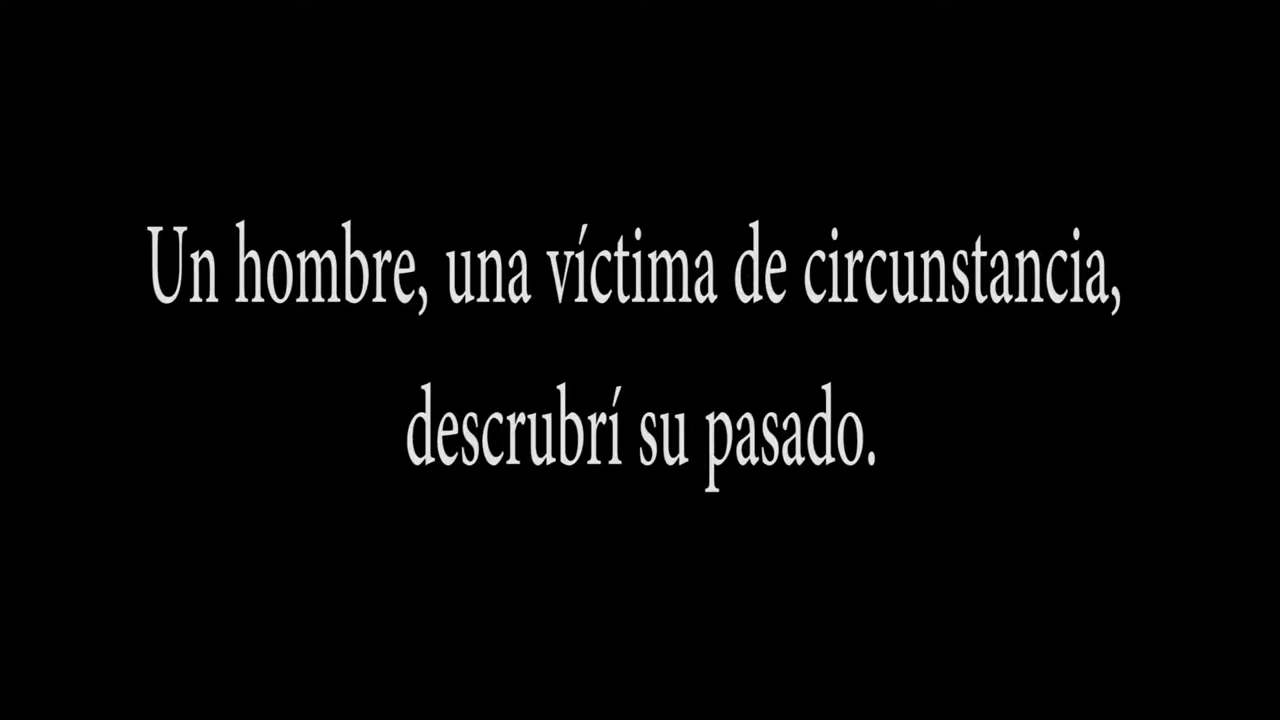 Un hombre, una víctima de circunstancia,
descrubrí su pasado.